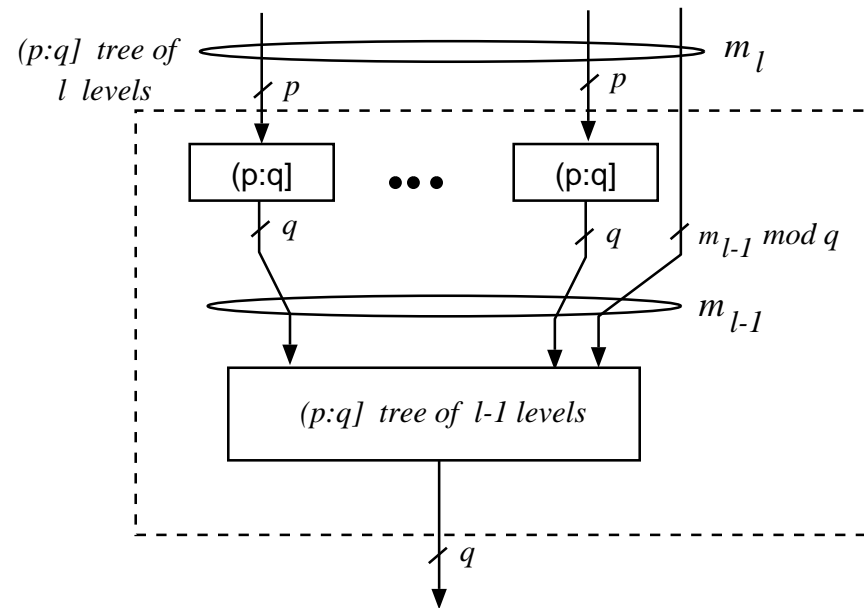 (p:q] tree of
l levels
m_l
p
p
(p:q]
(p:q]
q
q
m_{l-1} mod q
m_{l-1}
(p:q] tree of l-1 levels
q